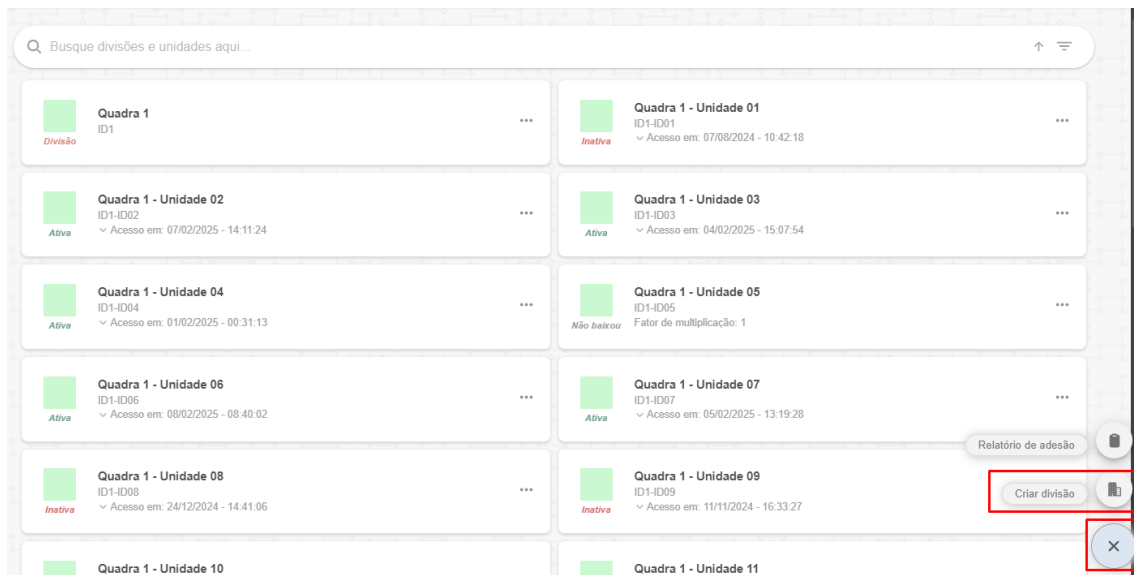 Busque divisões e unidades aqui...
Quadra 1
ID1
Divisão
Quadra 1 - Unidade 01
ID1-ID01
Acesso em: 07/08/2024 - 10:42:18
Inativa
Quadra 1 - Unidade 02
ID1-ID02
Acesso em: 07/02/2025 - 14:11:24
Ativa
Quadra 1 - Unidade 03
ID1-ID03
Acesso em: 04/02/2025 - 15:07:54
Ativa
Quadra 1 - Unidade 04
ID1-ID04
Acesso em: 01/02/2025 - 00:31:13
Ativa
Quadra 1 - Unidade 05
ID1-ID05
Fator de multiplicação: 1
Não baixou
Quadra 1 - Unidade 06
ID1-ID06
Acesso em: 08/02/2025 - 08:40:02
Ativa
Quadra 1 - Unidade 07
ID1-ID07
Acesso em: 05/02/2025 - 13:19:28
Ativa
Relatório de adesão
Quadra 1 - Unidade 08
ID1-ID08
Acesso em: 24/12/2024 - 14:41:06
Inativa
Quadra 1 - Unidade 09
ID1-ID09
Acesso em: 11/11/2024 - 16:33:27
Inativa
Criar divisão
Quadra 1 - Unidade 10
Quadra 1 - Unidade 11